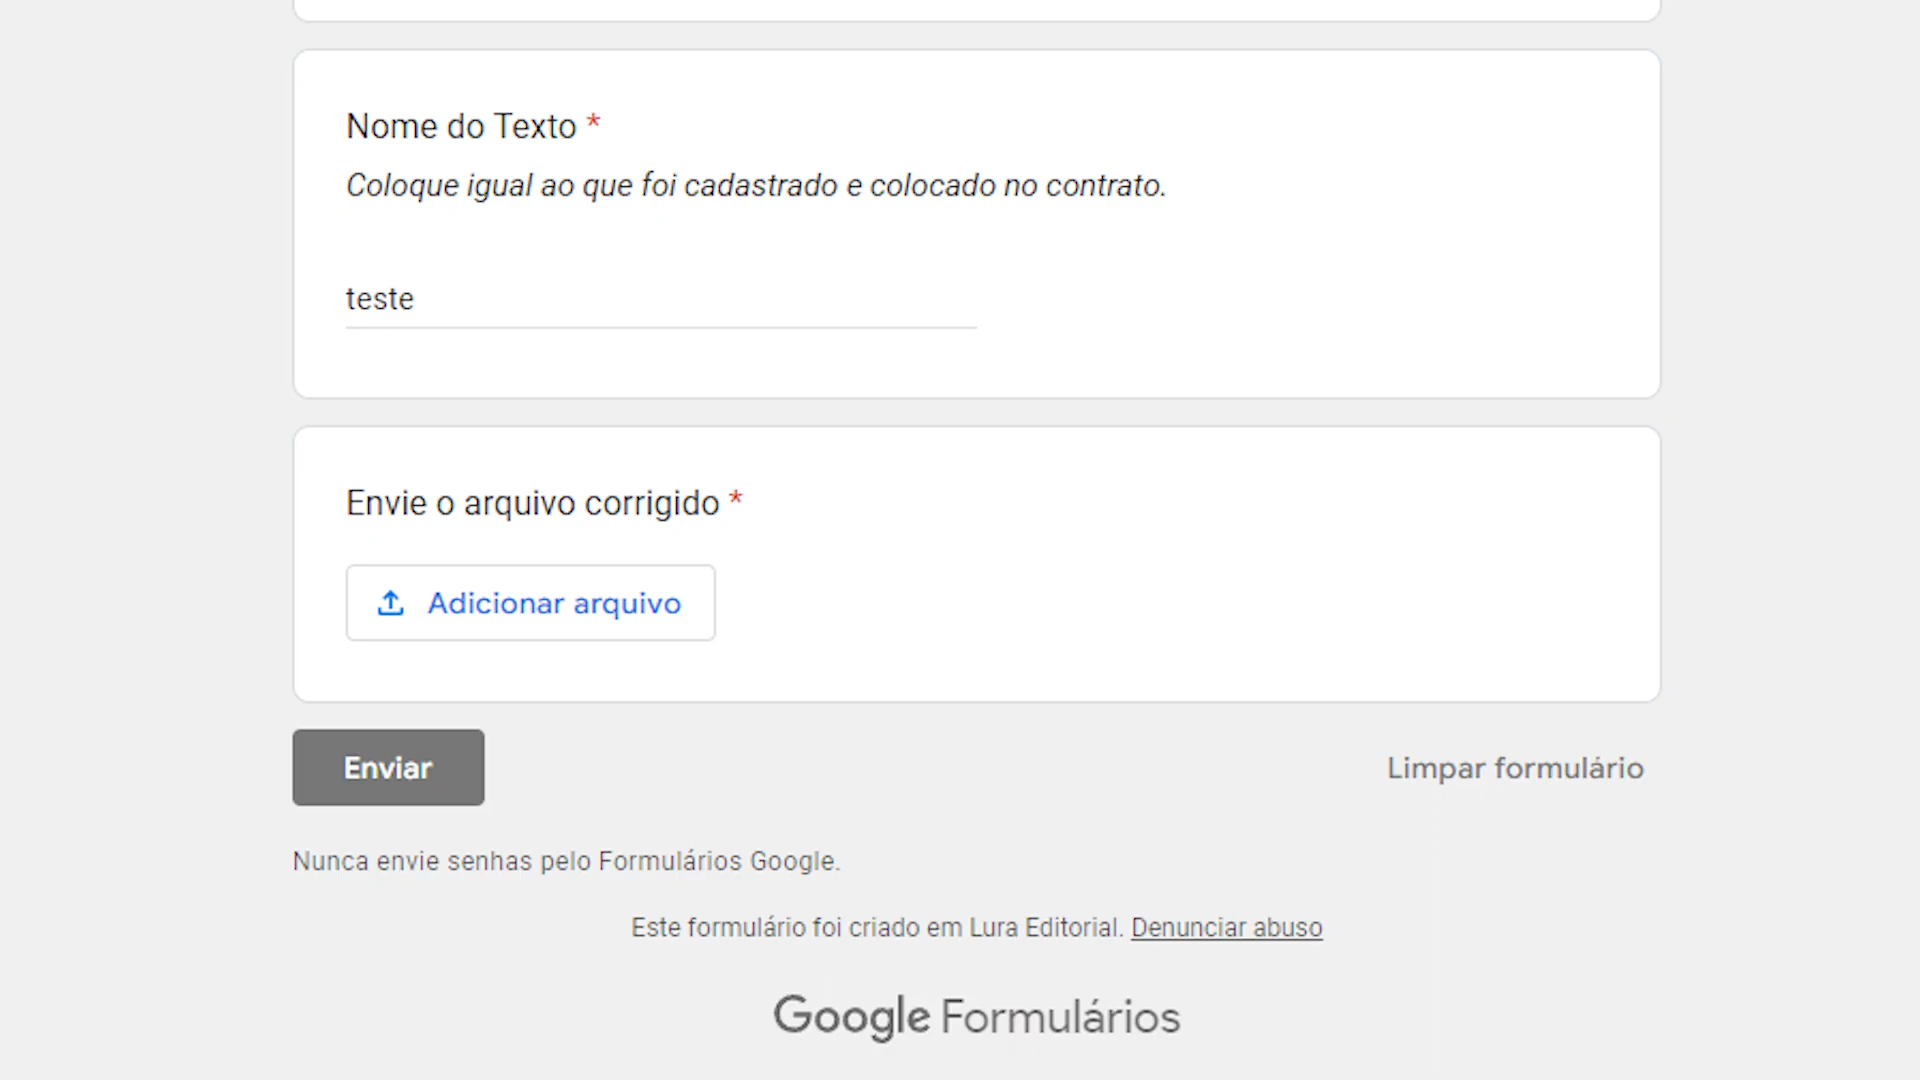 Nome do Texto *
Coloque igual ao que foi cadastrado e colocado no contrato.
teste
Envie o arquivo corrigido *
Adicionar arquivo
Enviar
Limpar formulário
Nunca envie senhas pelo Formulários Google.
Este formulário foi criado em Lura Editorial. Denunciar abuso
Google Formulários